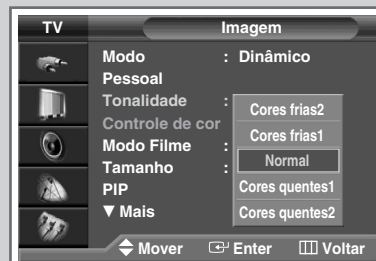 TV Imagem
Modo : Dinâmico
Pessoal
Tonalidade :
Controle de cor
Modo Filme :
Tamanho :
PIP
▼ Mais
Cores frias2
Cores frias1
Normal
Cores quentes1
Cores quentes2
Mover Enter Voltar